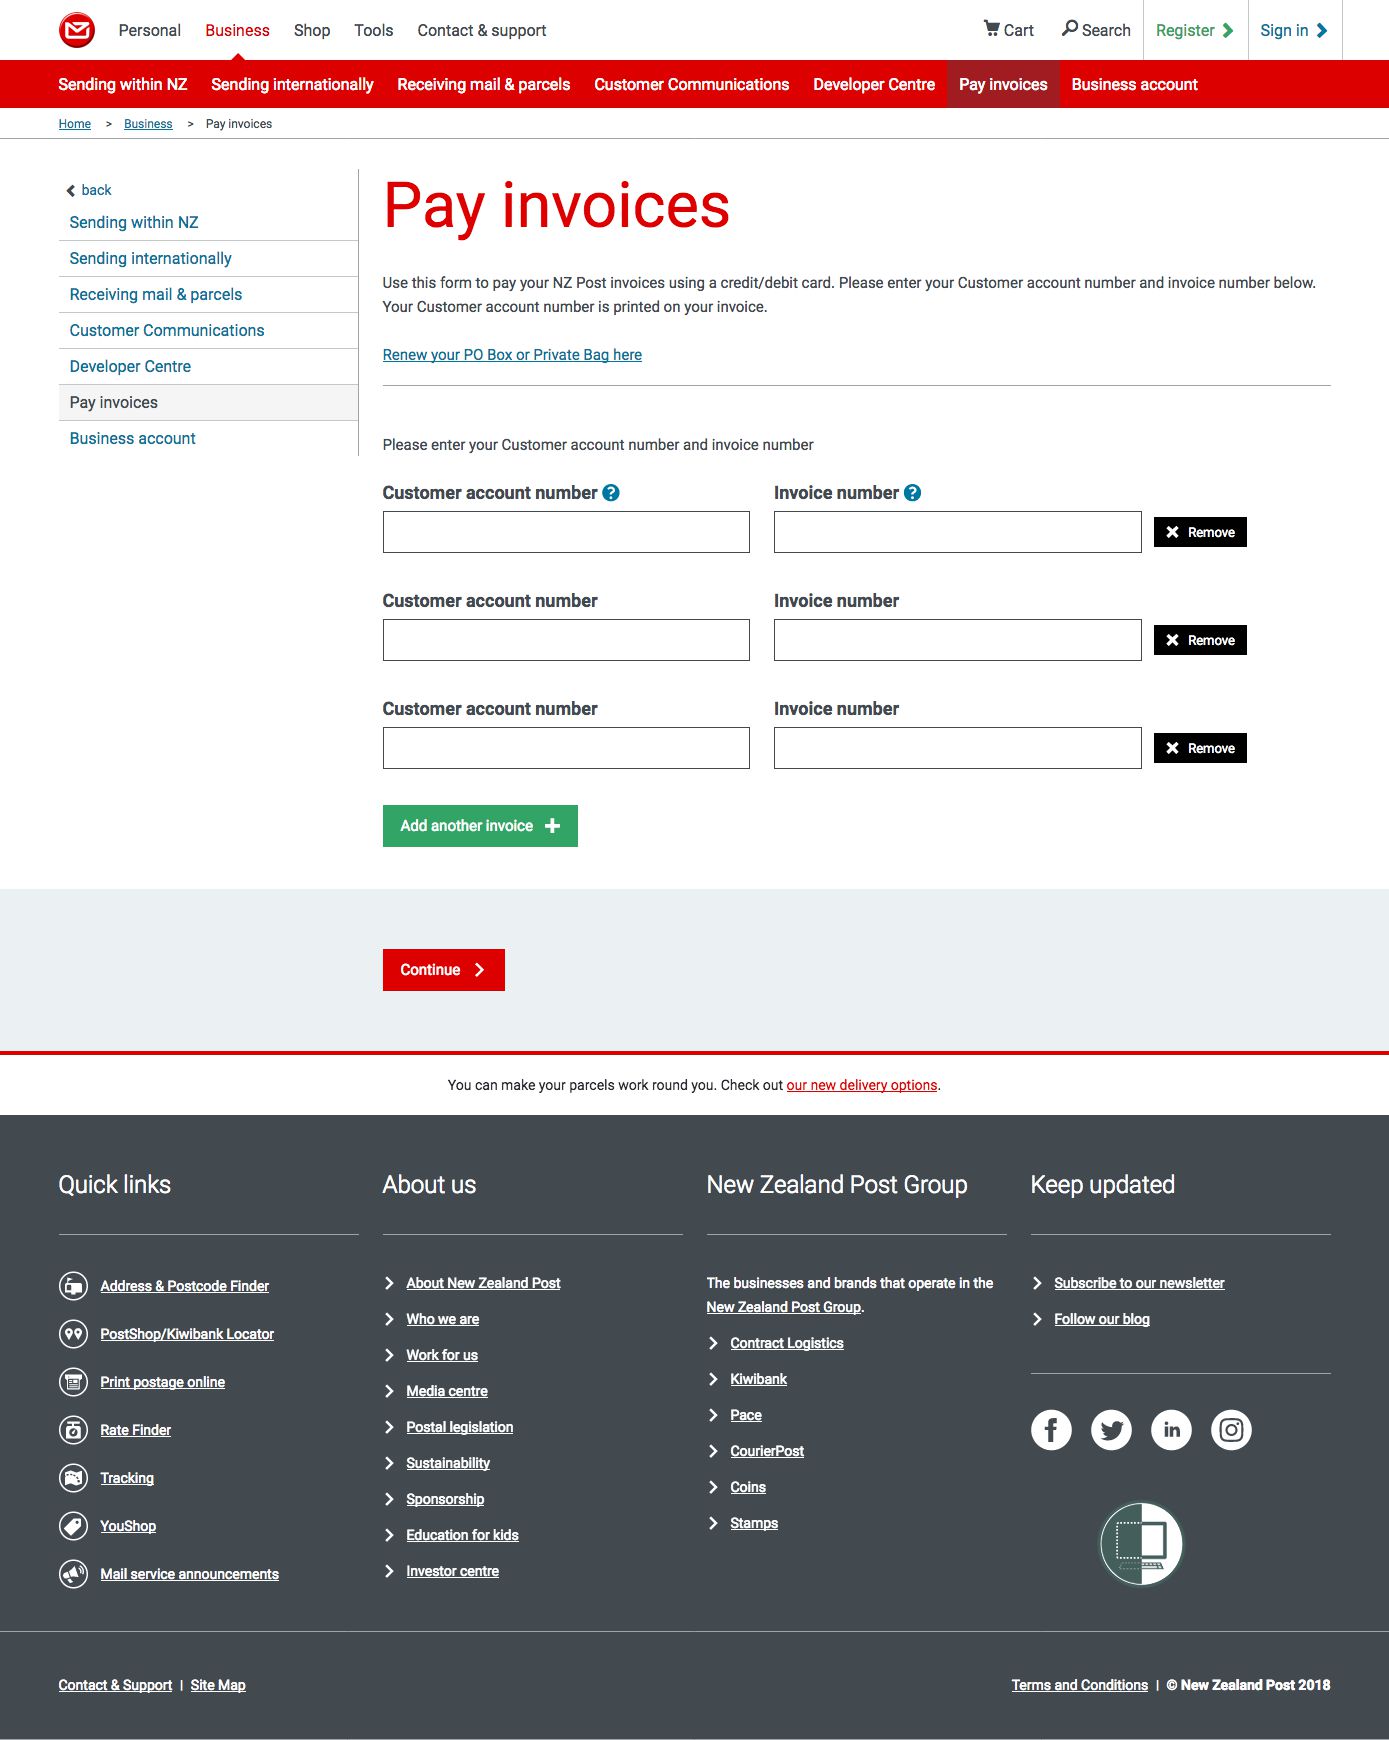 Personal Business Shop Tools Contact & support Cart Search Register Sign in
Sending within NZ Sending internationally Receiving mail & parcels Customer Communications Developer Centre Pay invoices Business account
Home > Business > Pay invoices
back
Sending within NZ
Sending internationally
Receiving mail & parcels
Customer Communications
Developer Centre
Pay invoices
Business account
Pay invoices
Use this form to pay your NZ Post invoices using a credit/debit card. Please enter your Customer account number and invoice number below.
Your Customer account number is printed on your invoice.
Renew your PO Box or Private Bag here
Please enter your Customer account number and invoice number
Customer account number ? Invoice number ?
Remove
Customer account number Invoice number
Remove
Customer account number Invoice number
Remove
Add another invoice
Continue
You can make your parcels work round you. Check out our new delivery options.
Quick links
Address & Postcode Finder
PostShop/Kiwibank Locator
Print postage online
Rate Finder
Tracking
YouShop
Mail service announcements
About us
About New Zealand Post
Who we are
Work for us
Media centre
Postal legislation
Sustainability
Sponsorship
Education for kids
Investor centre
New Zealand Post Group
The businesses and brands that operate in the
New Zealand Post Group.
Contract Logistics
Kiwibank
Pace
CourierPost
Coins
Stamps
Keep updated
Subscribe to our newsletter
Follow our blog
f in
Contact & Support | Site Map
Terms and Conditions | © New Zealand Post 2018